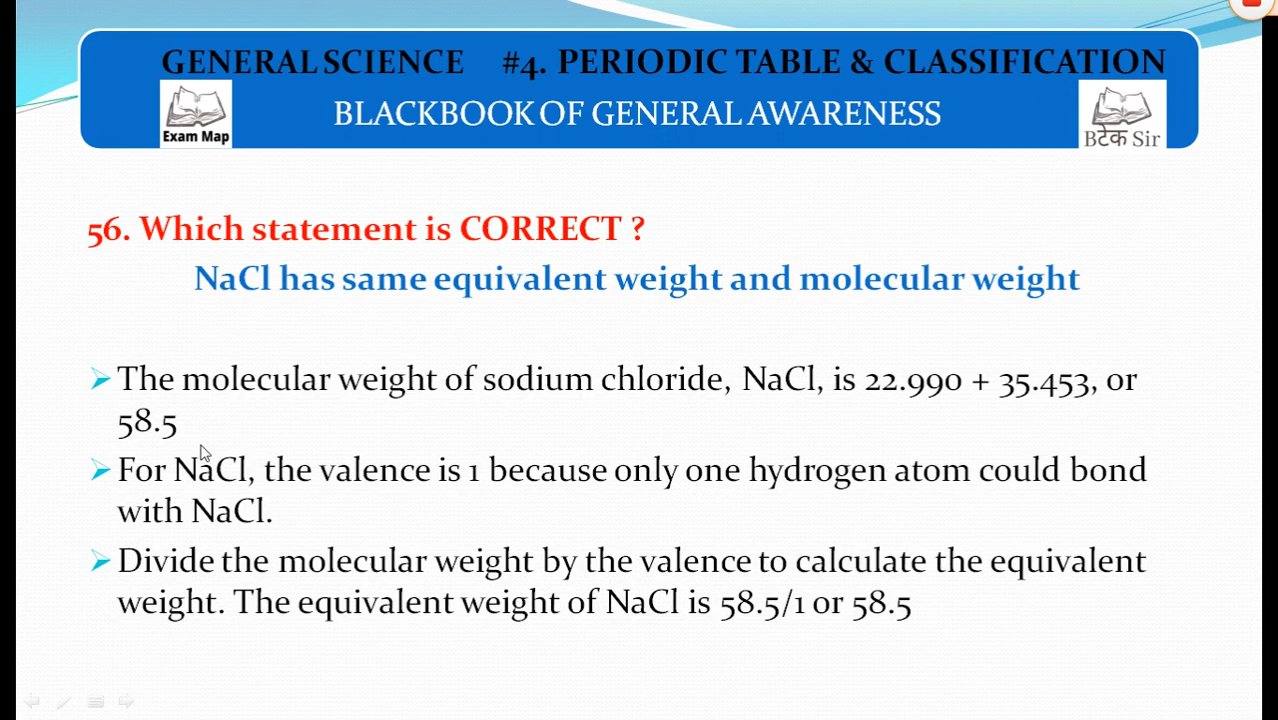 GENERAL SCIENCE #4. PERIODIC TABLE & CLASSIFICATION
BLACKBOOK OF GENERAL AWARENESS
Exam Map
Bटेक Sir
56. Which statement is CORRECT ?
NaCl has same equivalent weight and molecular weight
The molecular weight of sodium chloride, NaCl, is 22.990 + 35.453, or
58.5
For NaCl, the valence is 1 because only one hydrogen atom could bond
with NaCl.
Divide the molecular weight by the valence to calculate the equivalent
weight. The equivalent weight of NaCl is 58.5/1 or 58.5